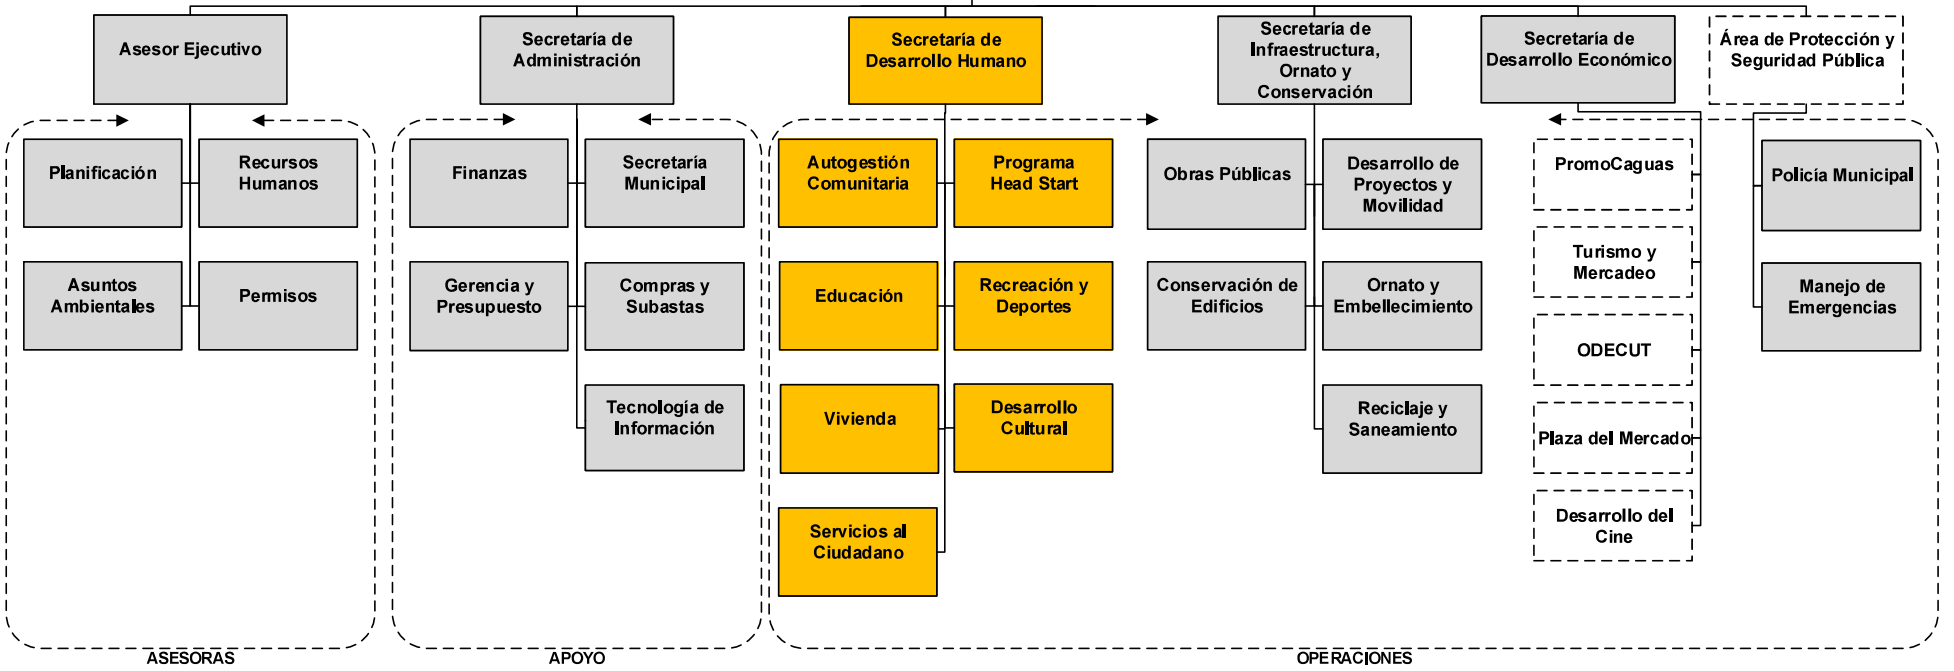 Asesor Ejecutivo
Secretaría de
Administración
Secretaría de
Desarrollo Humano
Secretaría de
Infraestructura,
Ornato y
Conservación
Secretaría de
Desarrollo Económico
Área de Protección y
Seguridad Pública
Planificación
Recursos
Humanos
Asuntos
Ambientales
Permisos
Finanzas
Secretaría
Municipal
Gerencia y
Presupuesto
Compras y
Subastas
Tecnología de
Información
Autogestión
Comunitaria
Programa
Head Start
Educación
Recreación y
Deportes
Vivienda
Desarrollo
Cultural
Servicios al
Ciudadano
Obras Públicas
Desarrollo de
Proyectos y
Movilidad
Conservación de
Edificios
Ornato y
Embellecimiento
Reciclaje y
Saneamiento
PromoCaguas
Turismo y
Mercadeo
ODECUT
Plaza del Mercado
Desarrollo del
Cine
Policía Municipal
Manejo de
Emergencias
ASESORAS
APOYO
OPERACIONES